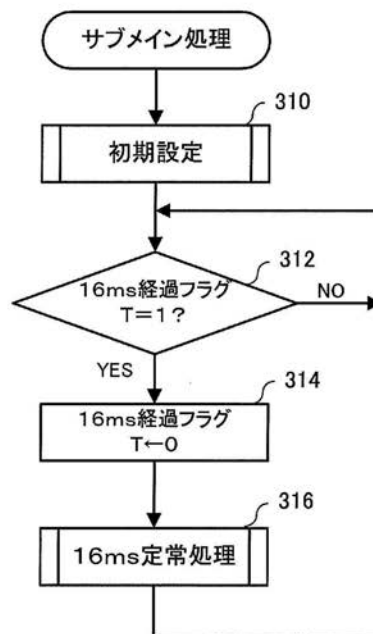 サブメイン処理
310
初期設定
312
16ms経過フラグ
T=1?
NO
YES
314
16ms経過フラグ
T←0
316
16ms定常処理